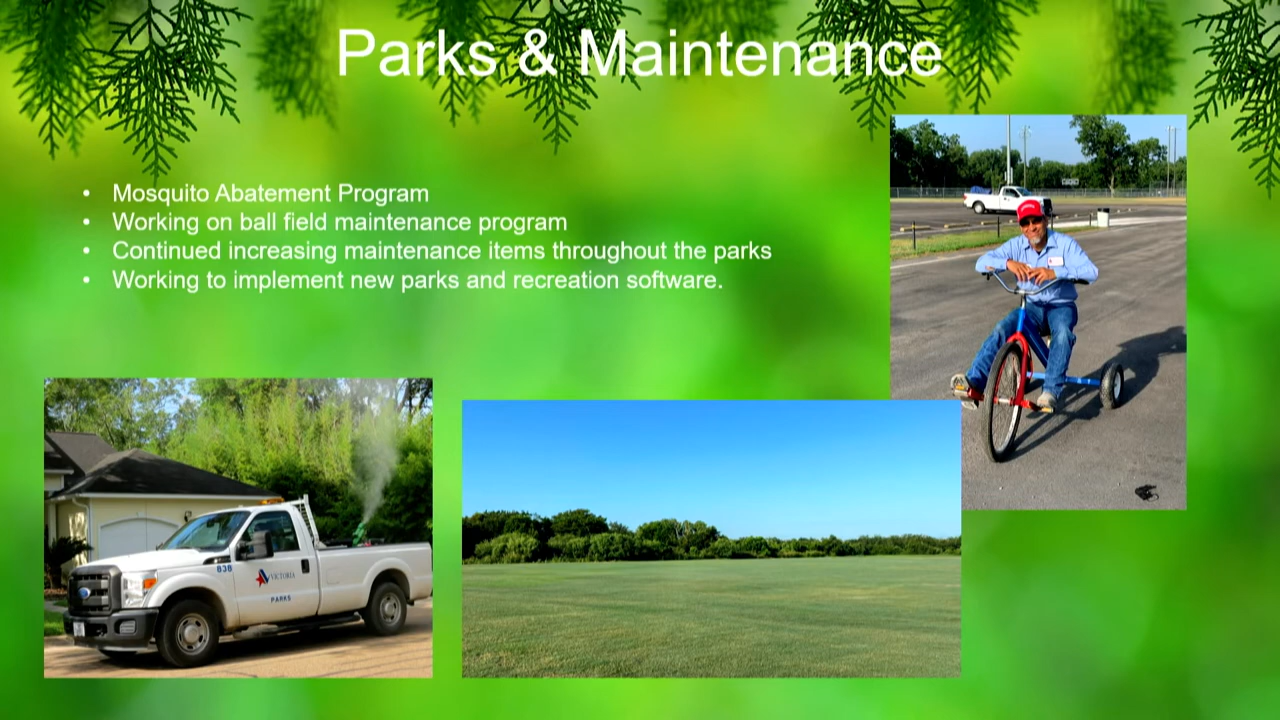 Parks & Maintenance
• Mosquito Abatement Program
• Working on ball field maintenance program
• Continued increasing maintenance items throughout the parks
• Working to implement new parks and recreation software.
838
VICTORIA
PARKS